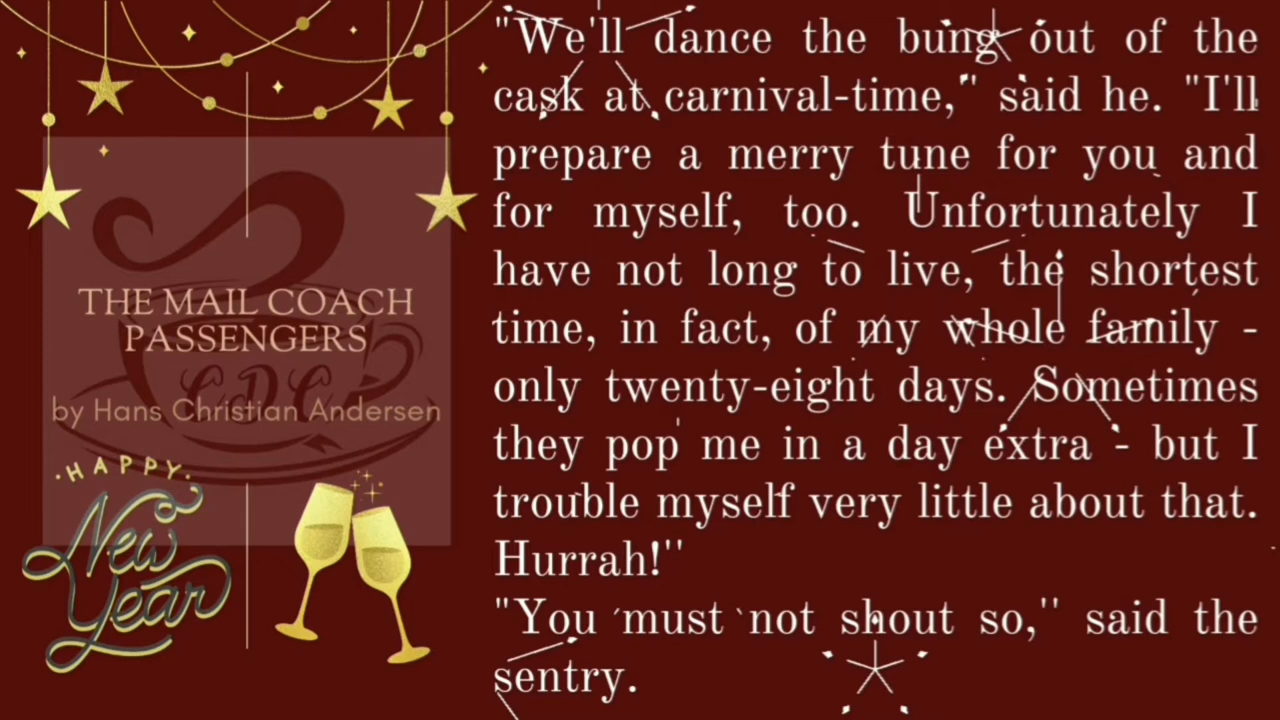 THE MAIL COACH
PASSENGERS
CDC
by Hans Christian Andersen
HAPPY
New
Year
"We'll dance the bung out of the
cask at carnival-time," said he. "I'll
prepare a merry tune for you and
for myself, too. Unfortunately I
have not long to live, the shortest
time, in fact, of my whole family -
only twenty-eight days. Sometimes
they pop me in a day extra - but I
trouble myself very little about that.
Hurrah!''
"You must not shout so,'' said the
sentry.